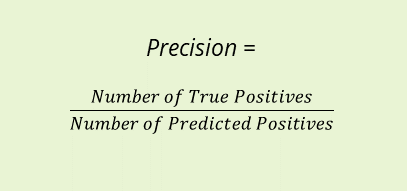 Precision =
Number of True Positives
Number of Predicted Positives